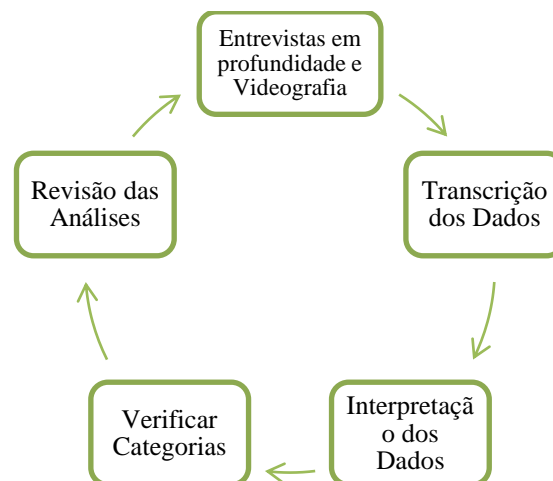 Entrevistas em
profundidade e
Videografia
Transcrição
dos Dados
Interpretaçã
o dos
Dados
Verificar
Categorias
Revisão das
Análises